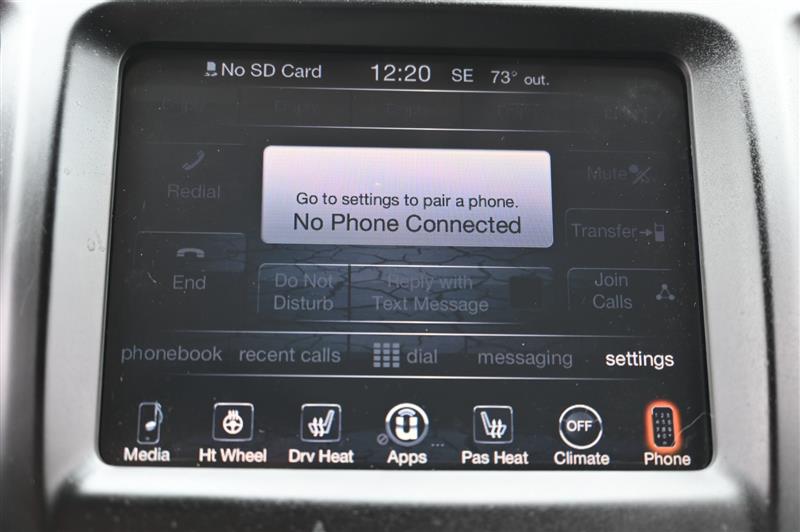 No SD Card 12:20 SE 73° out.
Go to settings to pair a phone.
No Phone Connected
Redial
Mute
Transfer
End
Do Not
Disturb
Reply with
Text Message
Join
Calls
phonebook recent calls dial messaging settings
OFF
Media Ht Wheel Drv Heat Apps Pas Heat Climate Phone